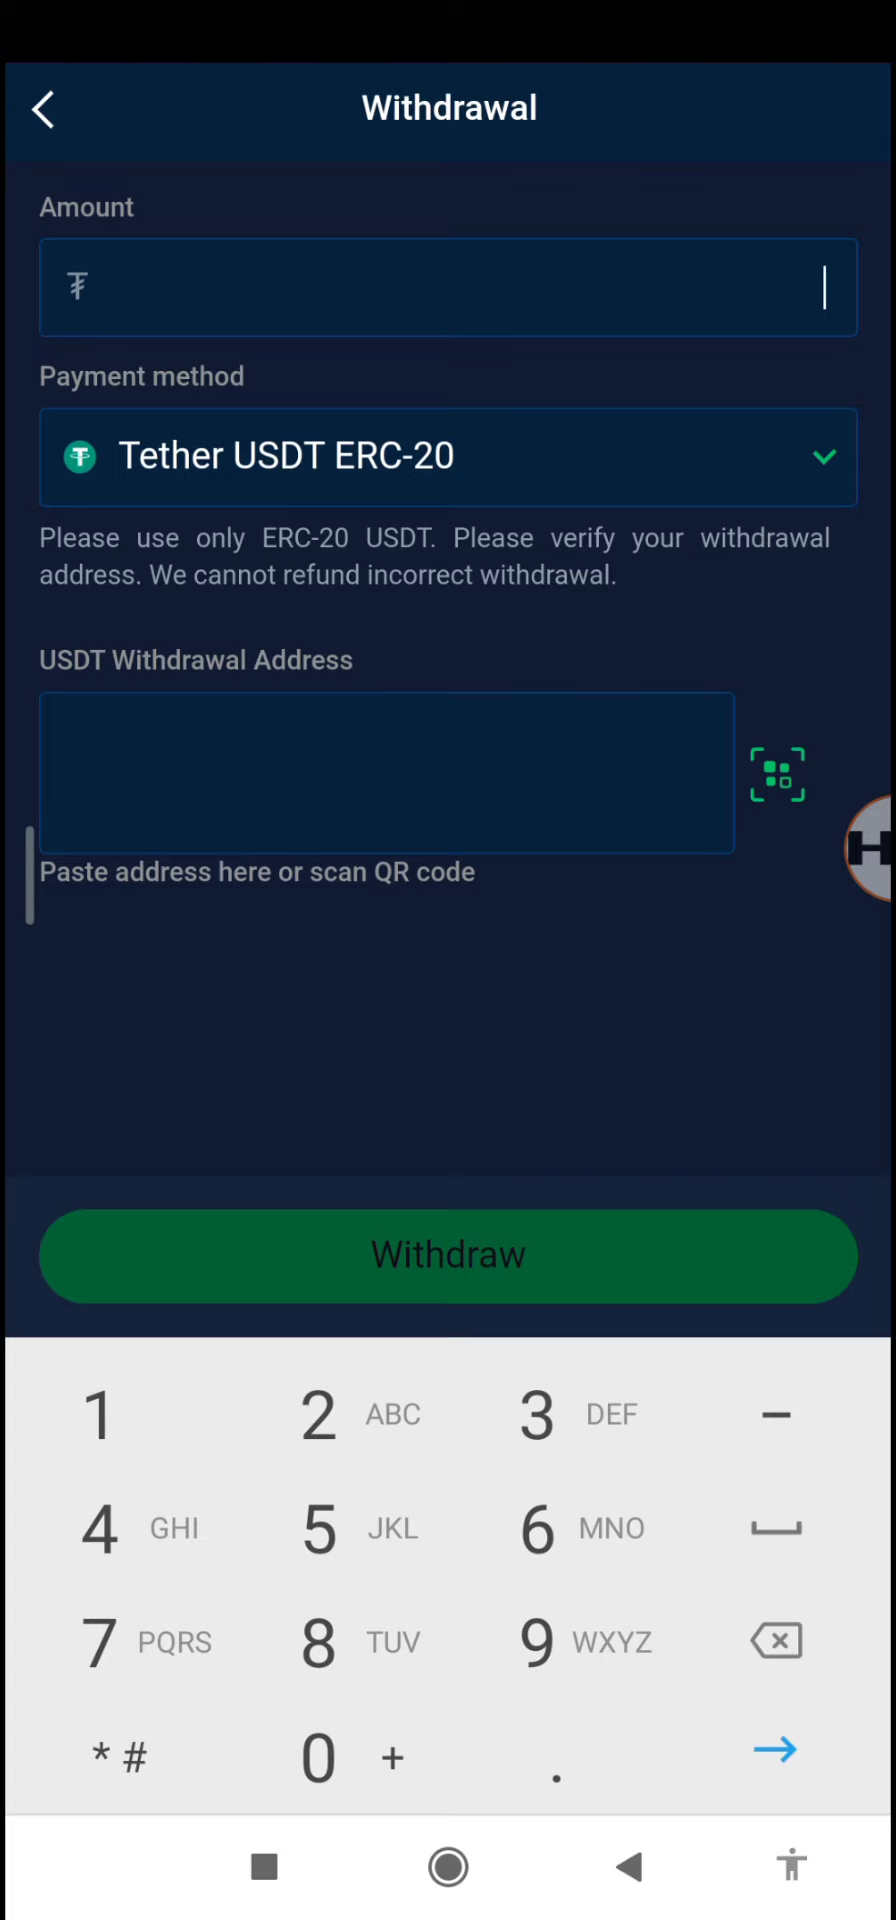 Withdrawal
Amount
₮
Payment method
Tether USDT ERC-20
Please use only ERC-20 USDT. Please verify your withdrawal
address. We cannot refund incorrect withdrawal.
USDT Withdrawal Address
H
Paste address here or scan QR code
Withdraw
1 2 ABC 3 DEF –
4 GHI 5 JKL 6 MNO
7 PQRS 8 TUV 9 WXYZ
* # 0 + .